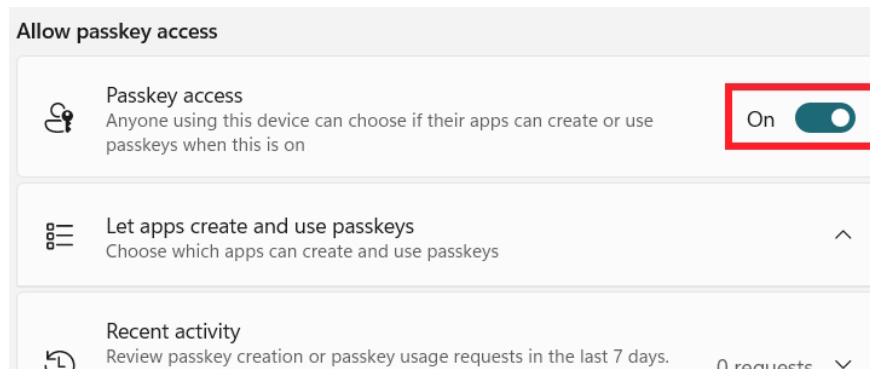 Allow passkey access
Passkey access
Anyone using this device can choose if their apps can create or use
passkeys when this is on
On
Let apps create and use passkeys
Choose which apps can create and use passkeys
Recent activity
Review passkey creation or passkey usage requests in the last 7 days.
0 requests